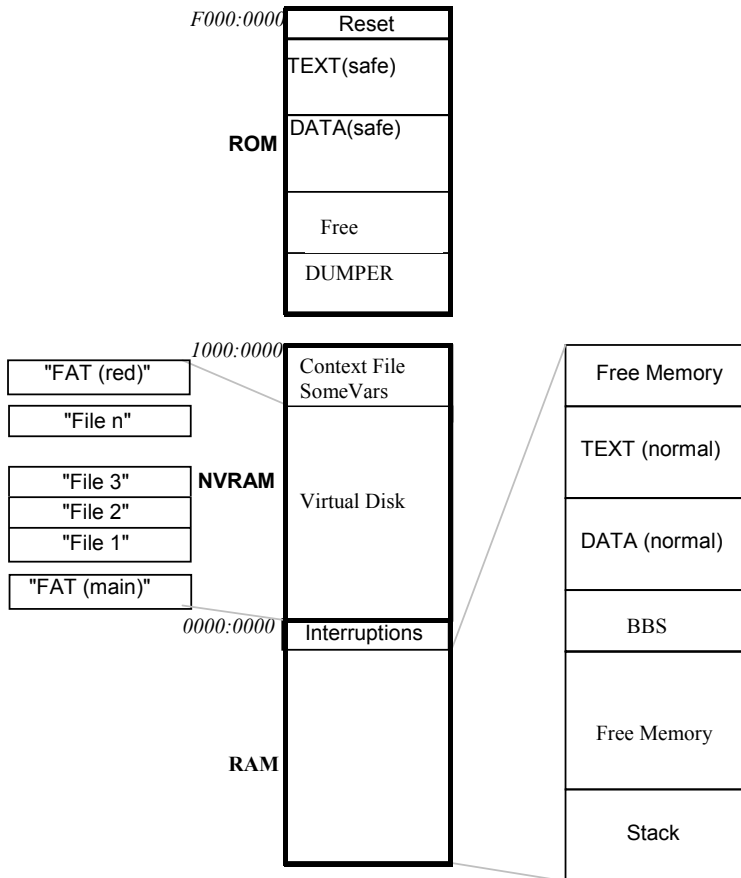 F000:0000
Reset
TEXT(safe)
DATA(safe)
ROM
Free
DUMPER
1000:0000
"FAT (red)"
"File n"
"File 3"
"File 2"
"File 1"
"FAT (main)"
NVRAM
Context File
SomeVars
Virtual Disk
0000:0000
Interruptions
RAM
Free Memory
TEXT (normal)
DATA (normal)
BBS
Free Memory
Stack